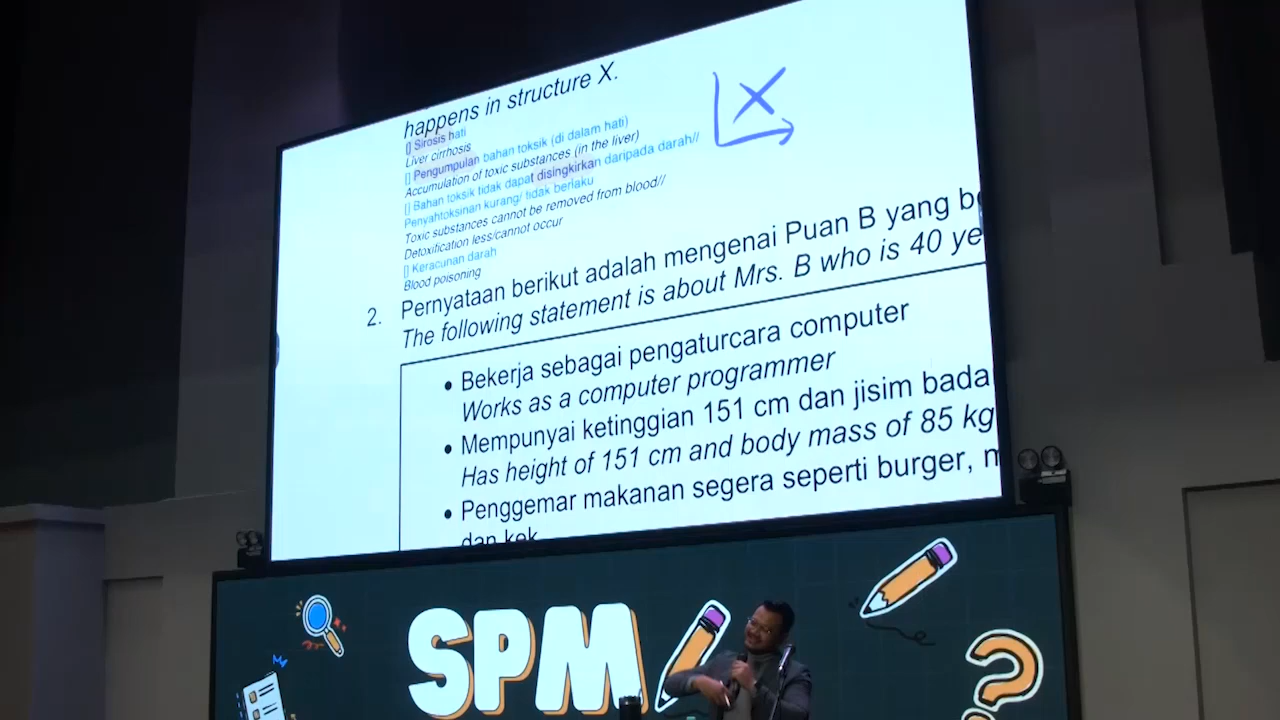 happens in structure X.
[] Sirosis hati
Liver cirrhosis
[] Pengumpulan bahan toksik (di dalam hati)
Accumulation of toxic substances (in the liver)
[] Bahan toksik tidak dapat disingkirkan daripada darah//
Penyahtoksinan kurang/ tidak berlaku
Toxic substances cannot be removed from blood//
Detoxification less/cannot occur
[] Keracunan darah
Blood poisoning
X
2. Pernyataan berikut adalah mengenai Puan B yang be
The following statement is about Mrs. B who is 40 ye
• Bekerja sebagai pengaturcara computer
Works as a computer programmer
• Mempunyai ketinggian 151 cm dan jisim bada
Has height of 151 cm and body mass of 85 kg
• Penggemar makanan segera seperti burger,
dan kek
SPM
?